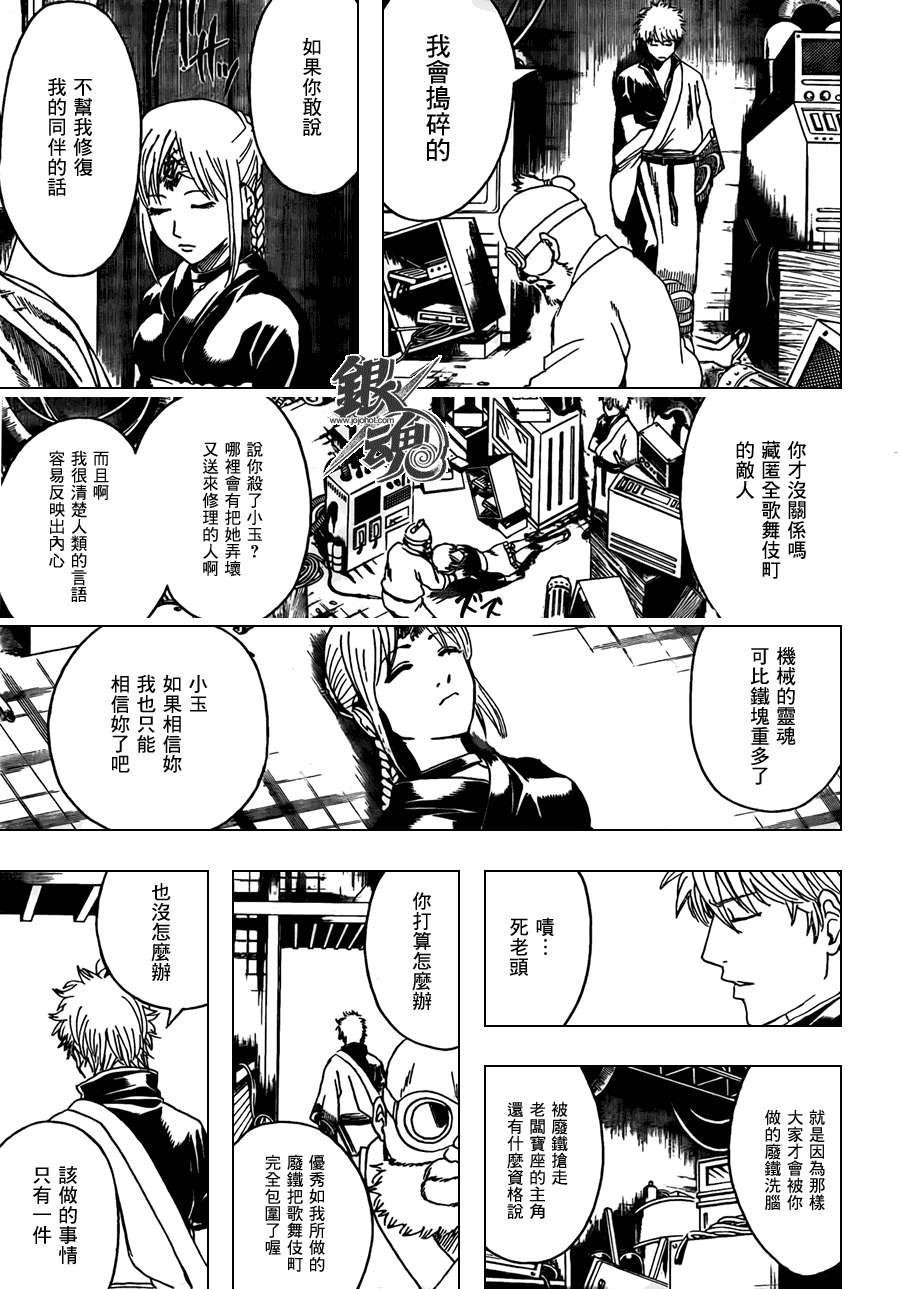 我會搗碎的
如果你敢說
不幫我修復
我的同伴的話
銀魂
www.jojohot.com
你才沒關係嗎
藏匿全歌舞伎町
的敵人
說你殺了小玉？
哪裡會有把她弄壞
又送來修理的人啊
而且啊
我很清楚人類的言語
容易反映出內心
機械的靈魂
可比鐵塊重多了
小玉
如果相信妳
我也只能
相信妳了吧
嘖…
死老頭
就是因為那樣
大家才會被你
做的廢鐵洗腦
被廢鐵搶走
老闆寶座的主角
還有什麼資格說
你打算怎麼辦
優秀如我所做的
廢鐵把歌舞伎町
完全包圍了喔
也沒怎麼辦
該做的事情
只有一件